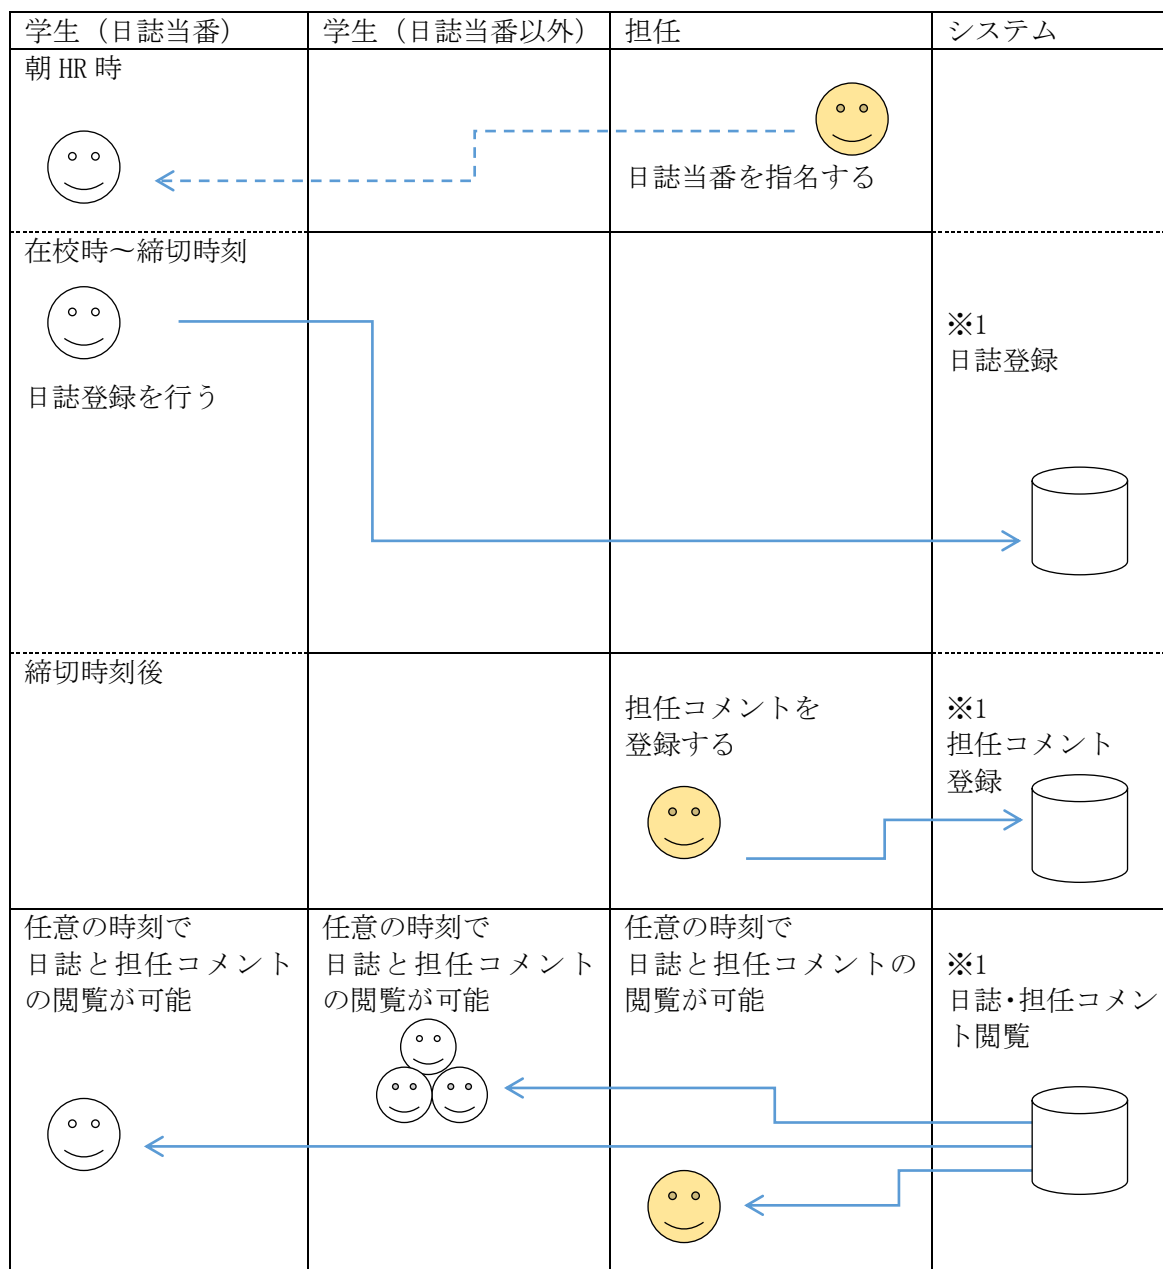 学生（日誌当番）
学生（日誌当番以外）
担任
システム
朝 HR 時
日誌当番を指名する
在校時～締切時刻
日誌登録を行う
※1
日誌登録
締切時刻後
担任コメントを
登録する
※1
担任コメント
登録
任意の時刻で
日誌と担任コメント
の閲覧が可能
任意の時刻で
日誌と担任コメント
の閲覧が可能
任意の時刻で
日誌と担任コメントの
閲覧が可能
※1
日誌・担任コメン
ト閲覧